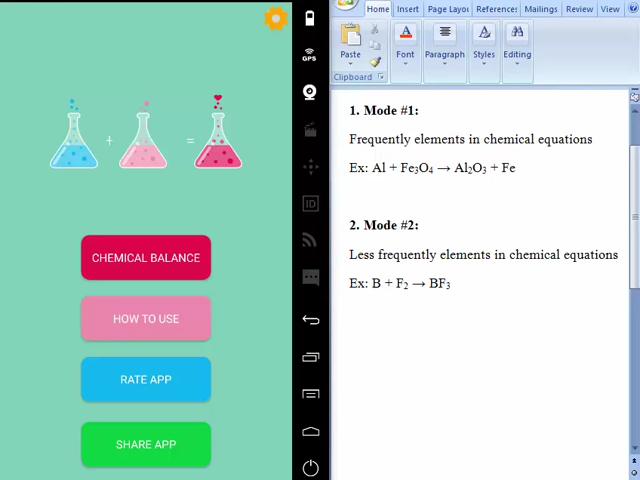 GPS
ID
+
=
CHEMICAL BALANCE
HOW TO USE
RATE APP
SHARE APP
Home Insert Page Layou References Mailings Review View
Paste
Font
Paragraph
Styles
Editing
Clipboard
1. Mode #1:
Frequently elements in chemical equations
Ex: Al + Fe₃O₄ → Al₂O₃ + Fe
2. Mode #2:
Less frequently elements in chemical equations
Ex: B + F₂ → BF₃